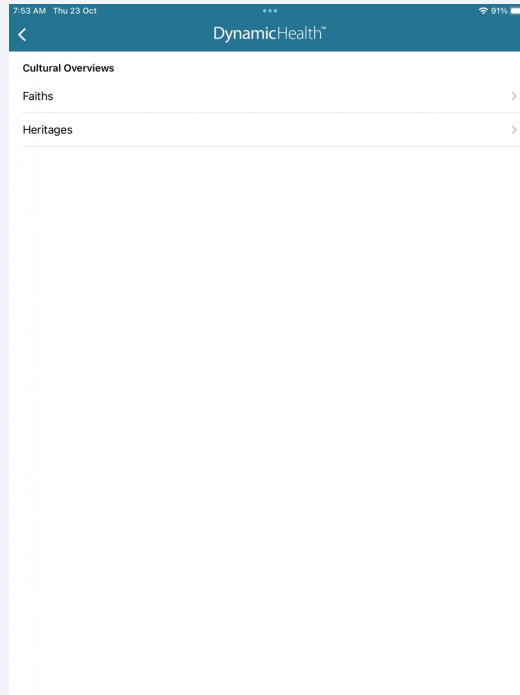 7:53 AM Thu 23 Oct
91%
DynamicHealth™
Cultural Overviews
Faiths
Heritages